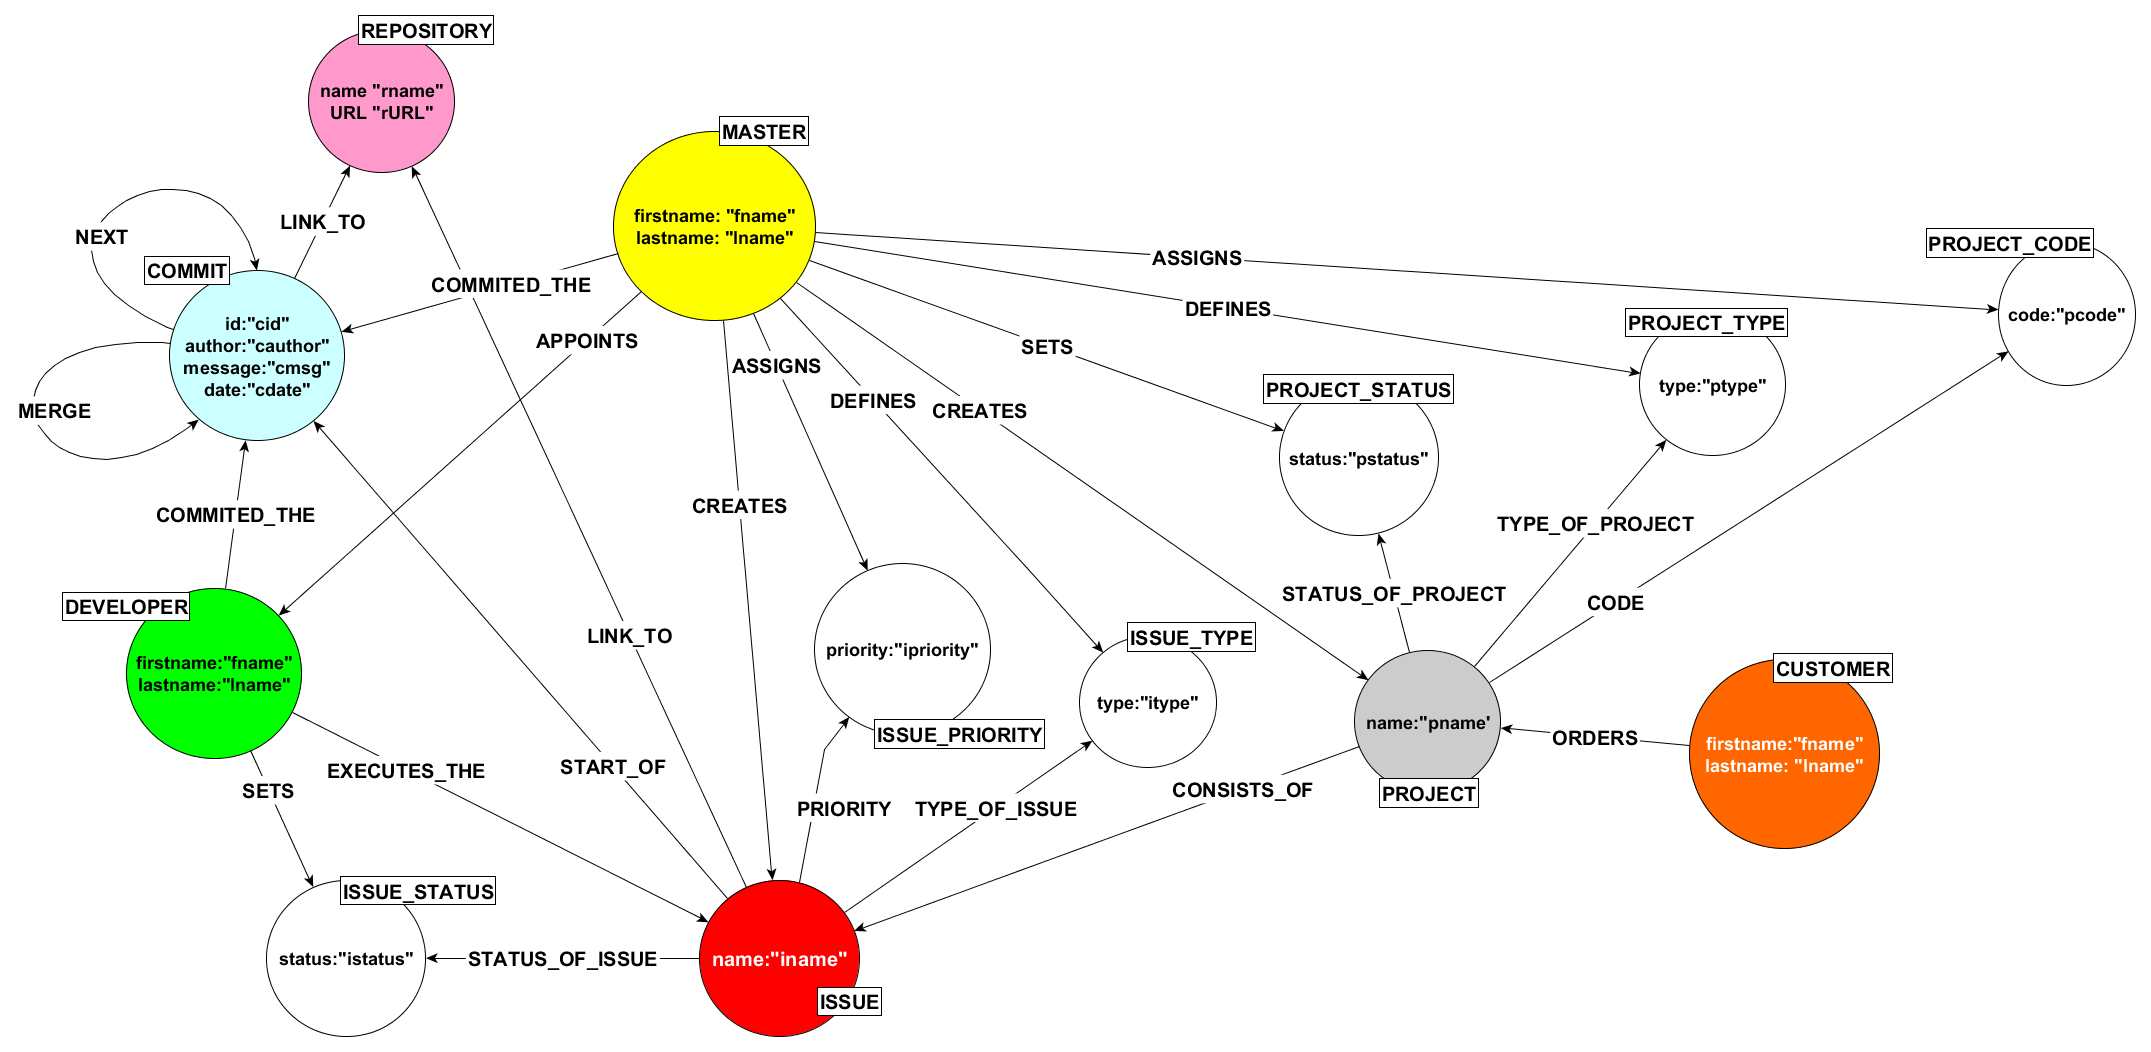 REPOSITORY
name "rname"
URL "rURL"
MASTER
firstname: "fname"
lastname: "lname"
LINK_TO
NEXT
COMMIT
id:"cid"
author:"cauthor"
message:"cmsg"
date:"cdate"
MERGE
COMMITED_THE
APPOINTS
ASSIGNS
DEFINES
SETS
CREATES
ASSIGNS
DEFINES
PROJECT_CODE
code:"pcode"
PROJECT_TYPE
type:"ptype"
PROJECT_STATUS
status:"pstatus"
CREATES
COMMITED_THE
TYPE_OF_PROJECT
STATUS_OF_PROJECT
CODE
DEVELOPER
firstname:"fname"
lastname:"lname"
LINK_TO
priority:"ipriority"
ISSUE_PRIORITY
ISSUE_TYPE
type:"itype"
name:"pname'
PROJECT
CUSTOMER
firstname:"fname"
lastname: "lname"
ORDERS
EXECUTES_THE
SETS
START_OF
PRIORITY
TYPE_OF_ISSUE
CONSISTS_OF
ISSUE_STATUS
status:"istatus"
STATUS_OF_ISSUE
name:"iname"
ISSUE